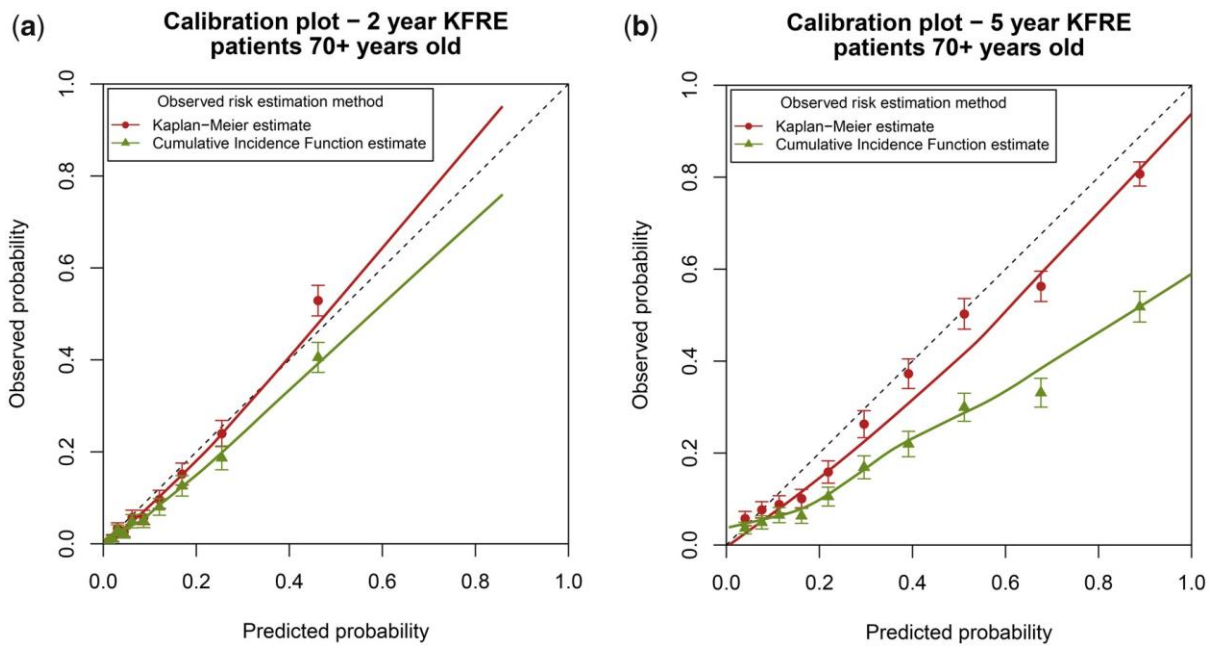 (a)
Calibration plot – 2 year KFRE
patients 70+ years old
Observed risk estimation method
Kaplan−Meier estimate
Cumulative Incidence Function estimate
Observed probability
1.0
0.8
0.6
0.4
0.2
0.0
0.0 0.2 0.4 0.6 0.8 1.0
Predicted probability
(b)
Calibration plot – 5 year KFRE
patients 70+ years old
Observed risk estimation method
Kaplan−Meier estimate
Cumulative Incidence Function estimate
Observed probability
1.0
0.8
0.6
0.4
0.2
0.0
0.0 0.2 0.4 0.6 0.8 1.0
Predicted probability